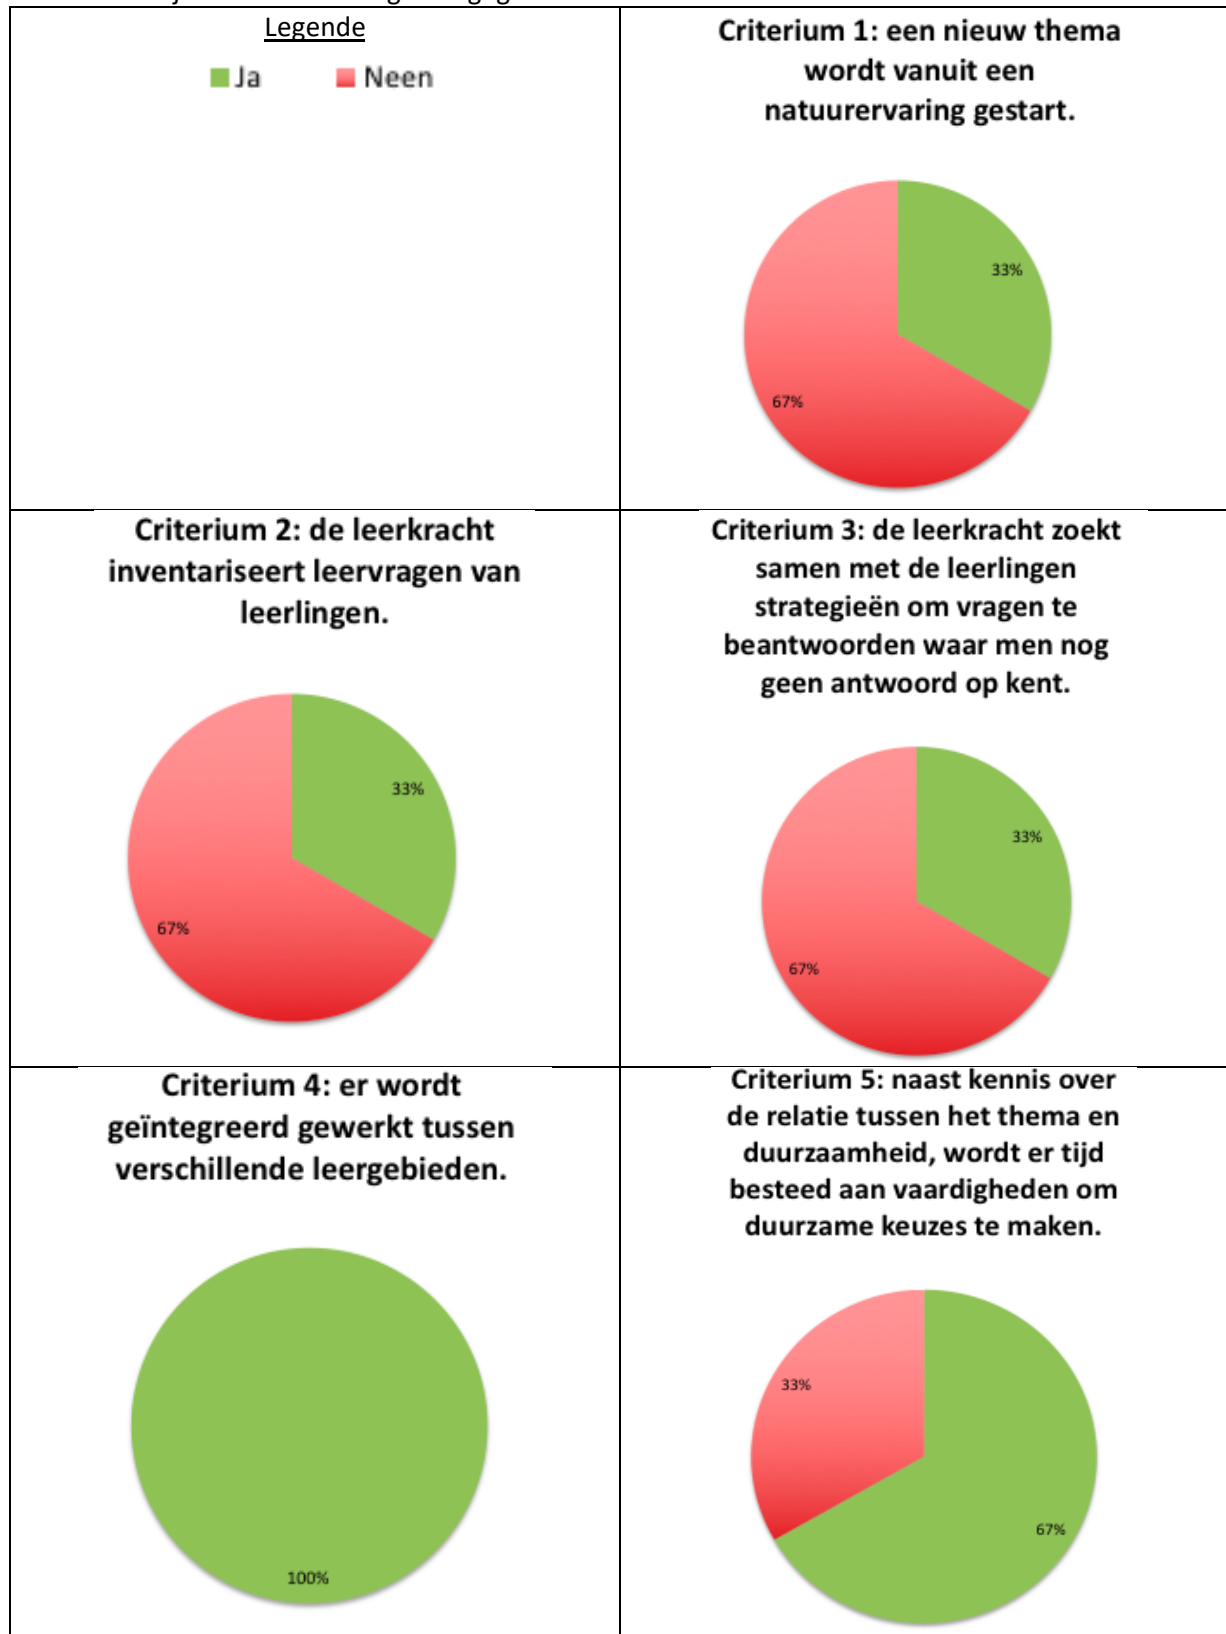 Legende
Ja Neen
Criterium 1: een nieuw thema
wordt vanuit een
natuurervaring gestart.
33%
67%
Criterium 2: de leerkracht
inventariseert leervragen van
leerlingen.
33%
67%
Criterium 3: de leerkracht zoekt
samen met de leerlingen
strategieën om vragen te
beantwoorden waar men nog
geen antwoord op kent.
33%
67%
Criterium 4: er wordt
geïntegreerd gewerkt tussen
verschillende leergebieden.
100%
Criterium 5: naast kennis over
de relatie tussen het thema en
duurzaamheid, wordt er tijd
besteed aan vaardigheden om
duurzame keuzes te maken.
33%
67%